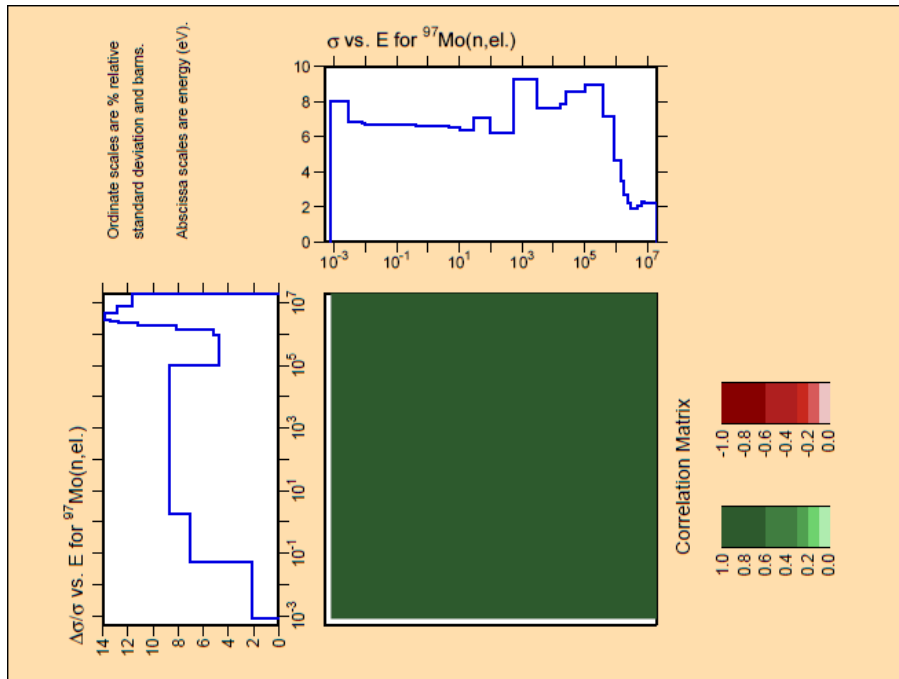 Ordinate scales are % relative
standard deviation and barns.
Abscissa scales are energy (eV).
σ vs. E for ⁹⁷Mo(n,el.)
10
8
6
4
2
0
10⁻³ 10⁻¹ 10¹ 10³ 10⁵ 10⁷
Δσ/σ vs. E for ⁹⁷Mo(n,el.)
14 12 10 8 6 4 2 0
10⁷
10⁵
10³
10¹
10⁻¹
10⁻³
Correlation Matrix
-1.0 -0.8 -0.6 -0.4 -0.2 0.0
1.0 0.8 0.6 0.4 0.2 0.0